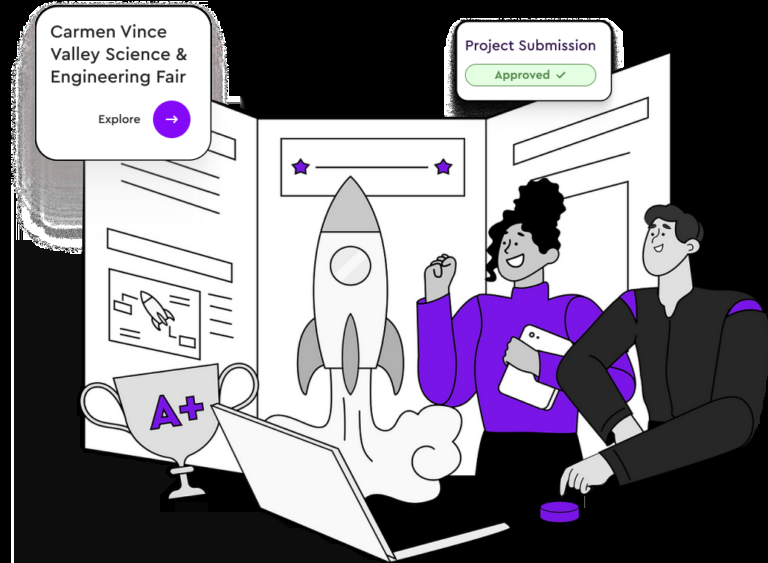 Carmen Vince
Valley Science &
Engineering Fair
Explore
Project Submission
Approved
A+